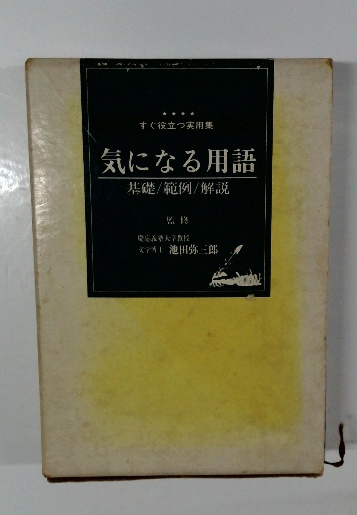 ★★★★
すぐ役立つ実用集
気になる用語
基礎/範例/解説
監修
慶応義塾大学教授
文学博士 池田弥三郎